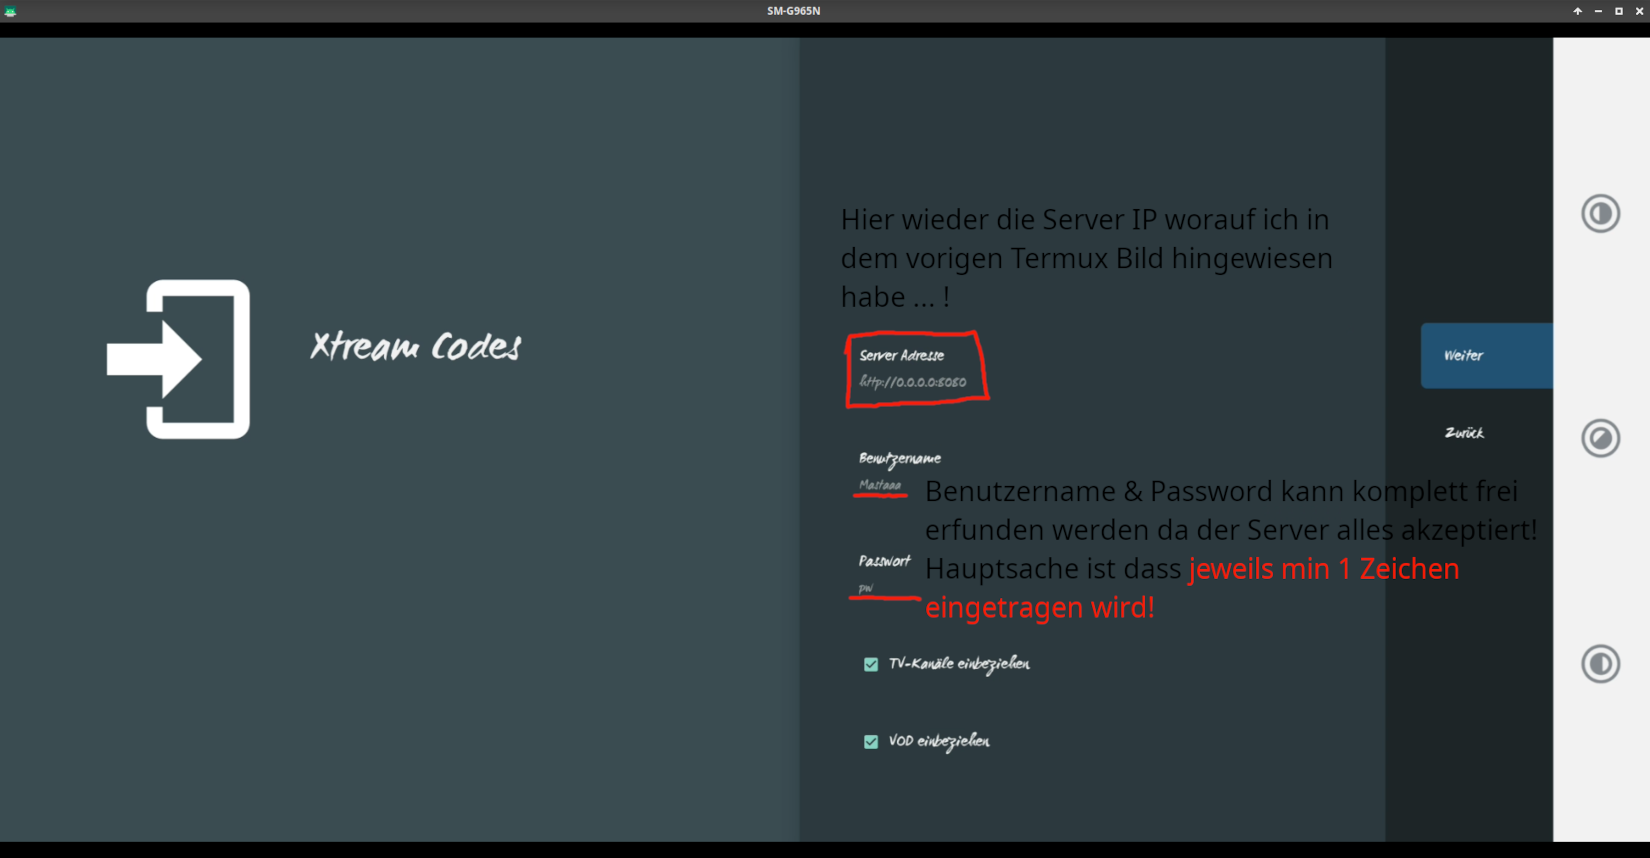 SM-G965N
Hier wieder die Server IP worauf ich in
dem vorigen Termux Bild hingewiesen
habe ... !
Xtream Codes
Server Adresse
http://0.0.0.0:8080
Weiter
Zurück
Benutzername
Mastaaa
Benutzername & Password kann komplett frei
erfunden werden da der Server alles akzeptiert!
Passwort
pw
Hauptsache ist dass jeweils min 1 Zeichen
eingetragen wird!
TV-Kanäle einbeziehen
VOD einbeziehen